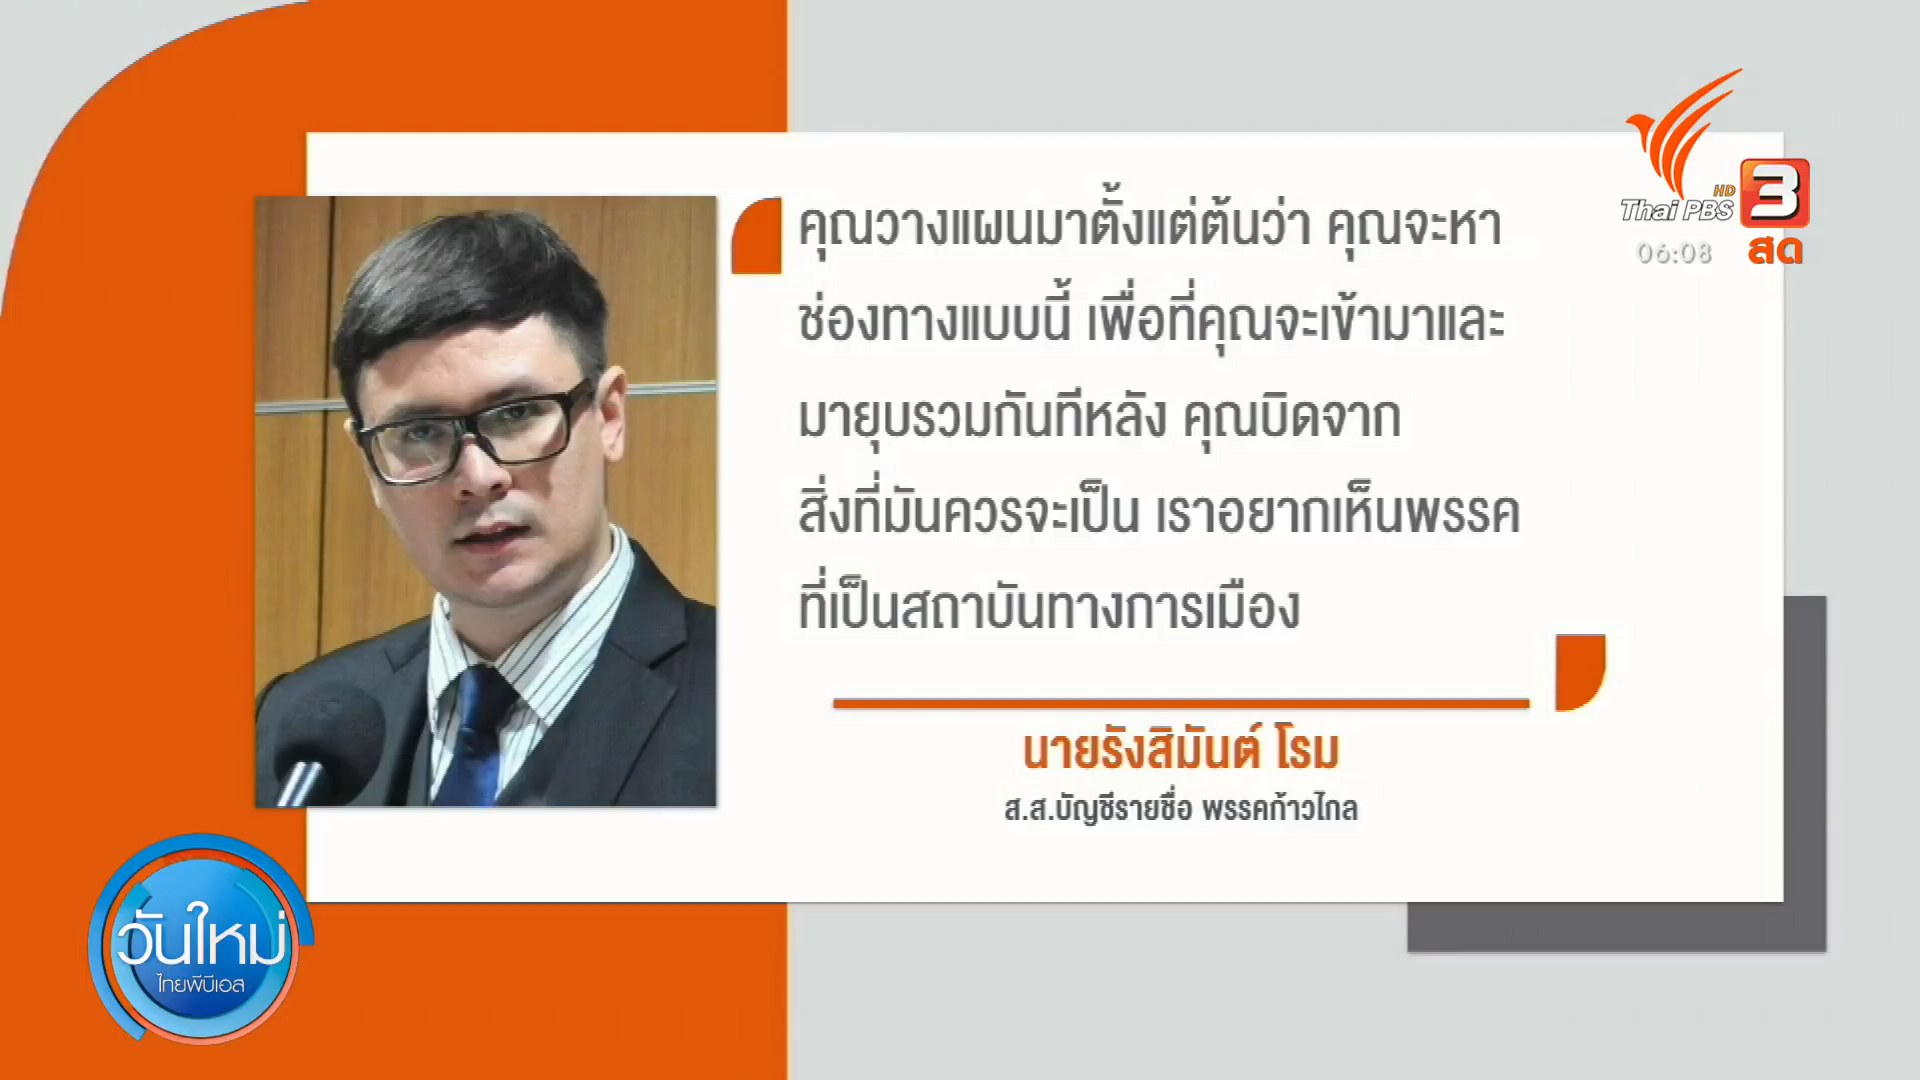 คุณวางแผนมาตั้งแต่ต้นว่า คุณจะหา
ช่องทางแบบนี้ เพื่อที่คุณจะเข้ามาและ
มายุบรวมกันทีหลัง คุณบิดจาก
สิ่งที่มันควรจะเป็น เราอยากเห็นพรรค
ที่เป็นสถาบันทางการเมือง
นายรังสิมันต์ โรม
ส.ส.บัญชีรายชื่อ พรรคก้าวไกล
HD
Thai PBS 3
06:08 สด
วันใหม่
ไทยพีบีเอส